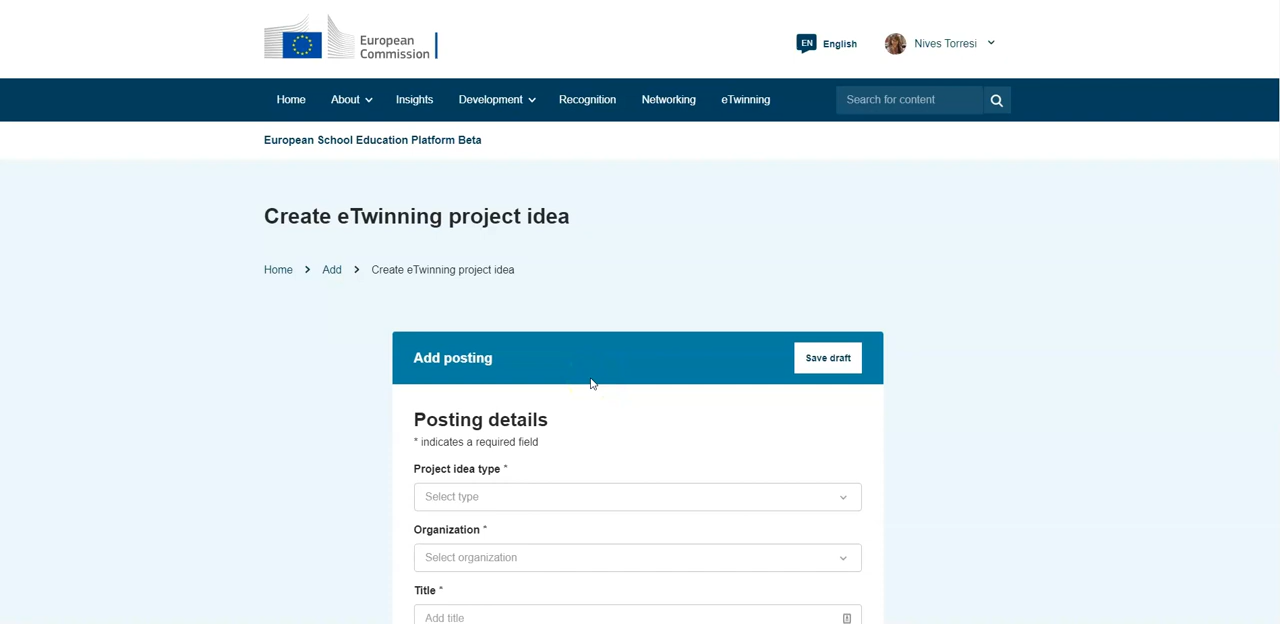 European
Commission
EN English
Nives Torresi
Home About Insights Development Recognition Networking eTwinning Search for content
European School Education Platform Beta
Create eTwinning project idea
Home Add Create eTwinning project idea
Add posting Save draft
Posting details
* indicates a required field
Project idea type *
Select type
Organization *
Select organization
Title *
Add title